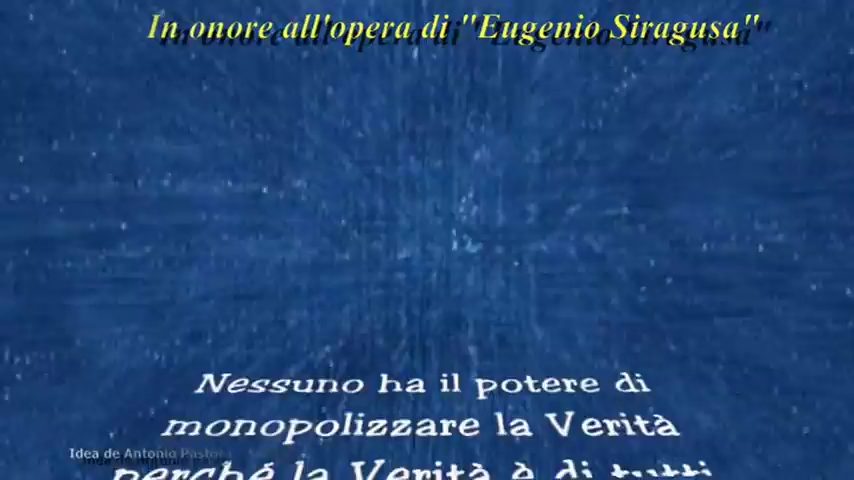 In onore all'opera di "Eugenio Siragusa"
Nessuno ha il potere di
monopolizzare la Verità
Idea de Antonio
perché la Verità è di tutti